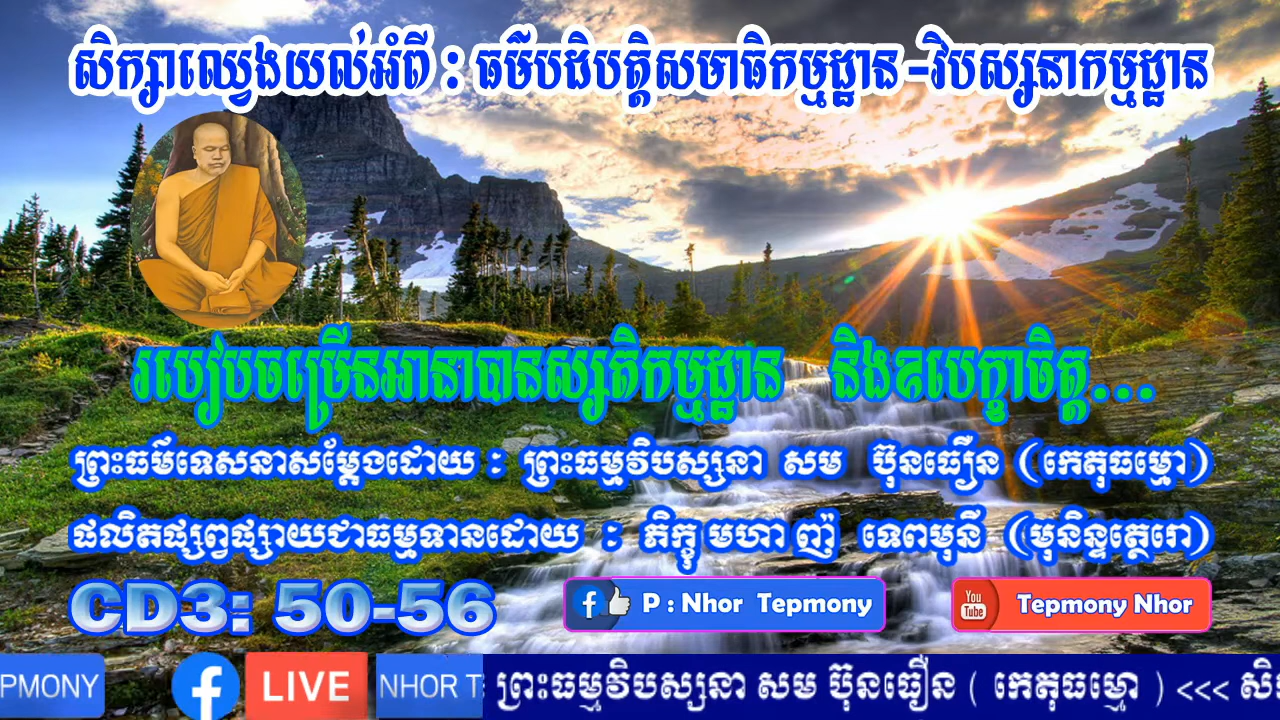 សិក្សាឈ្វេងយល់អំពី : ធម៌បដិបត្តិសមាធិកម្មដ្ឋាន -វិបស្សនាកម្មដ្ឋាន
របៀបចម្រើនអានាបានស្សតិកម្មដ្ឋាន និងឧបេក្ខាចិត្ត...
ព្រះធម៌ទេសនាសម្តែងដោយ : ព្រះធម្មវិបស្សនា សម ប៊ុនធឿន (កេតុធម្មោ)
ផលិតផ្សព្វផ្សាយជាធម្មទានដោយ : ភិក្ខុ មហា ញ៉ ទេពមុនី (មុនិន្ទត្ថេរោ)
CD3: 50-56
P : Nhor Tepmony
You Tube Tepmony Nhor
PMONY LIVE NHOR T ព្រះធម្មវិបស្សនា សម ប៊ុនធឿន ( កេតុធម្មោ ) <<< សិ